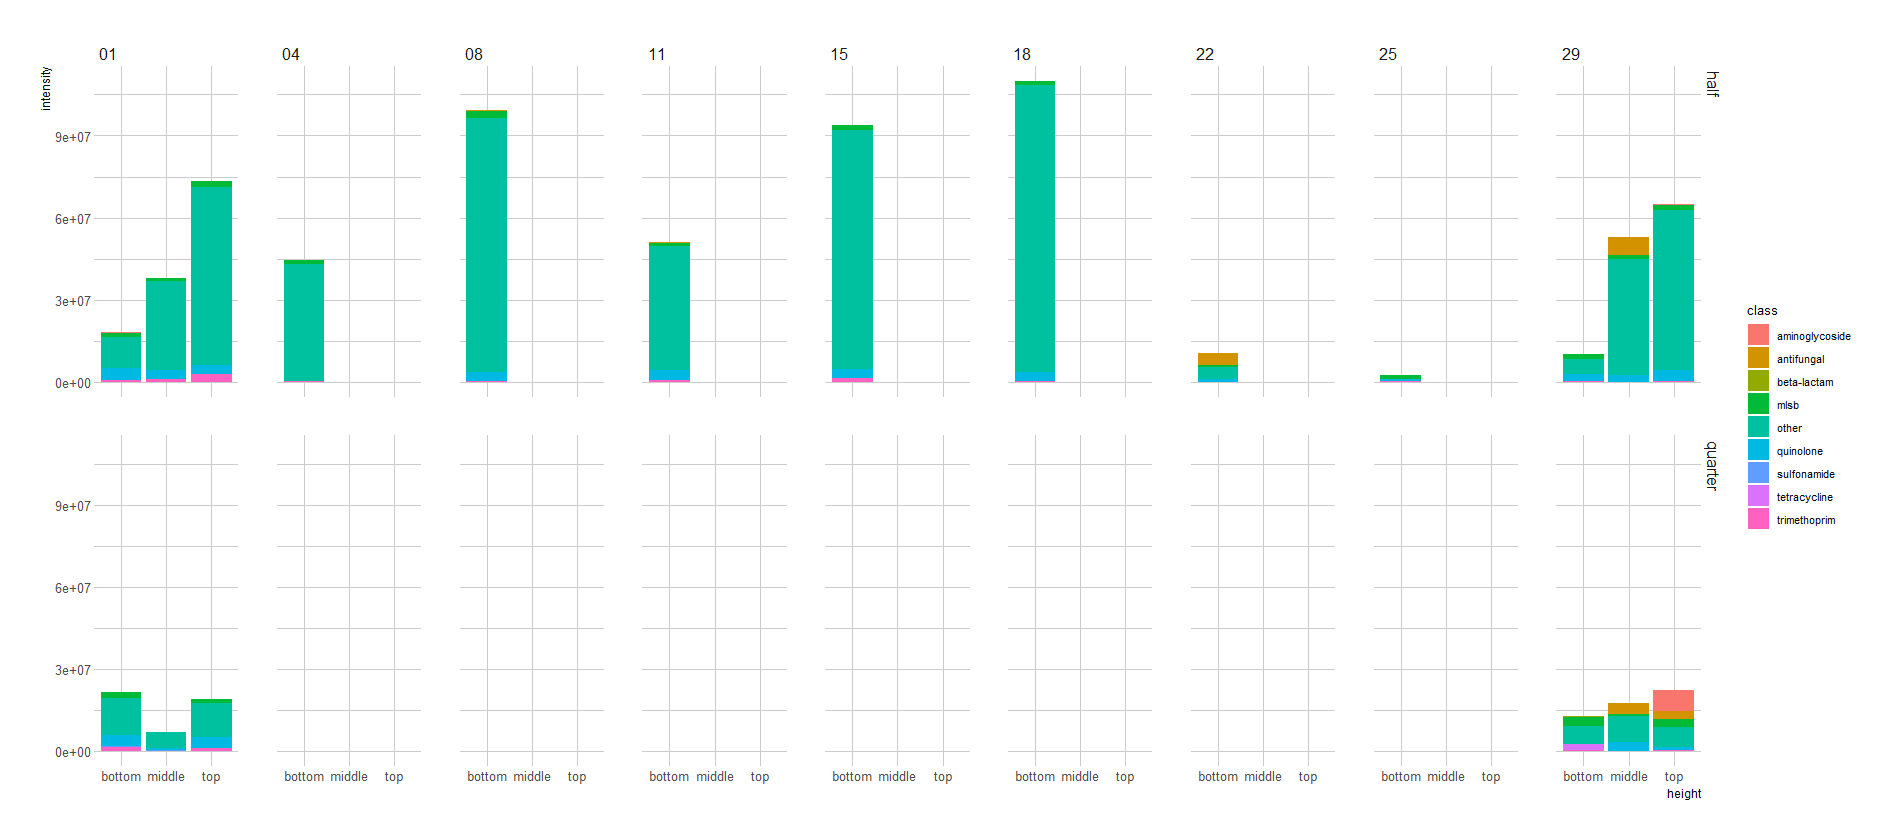 01 04 08 11 15 18 22 25 29
intensity
half
9e+07
6e+07
3e+07
0e+00
quarter
9e+07
6e+07
3e+07
0e+00
bottom middle top bottom middle top bottom middle top bottom middle top bottom middle top bottom middle top bottom middle top bottom middle top bottom middle top
height
class
aminoglycoside
antifungal
beta-lactam
mlsb
other
quinolone
sulfonamide
tetracycline
trimethoprim